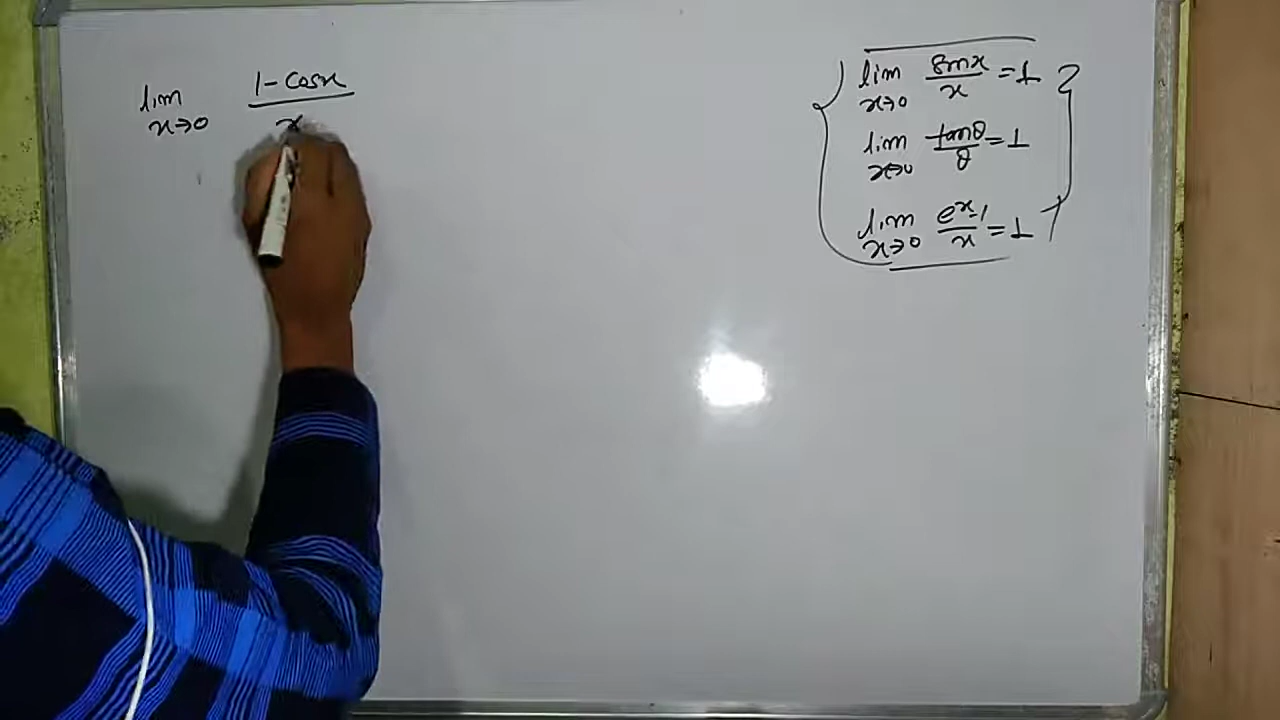 lim x→0 1-cosx / x
lim x→0 sinx / x = 1
lim x→0 tanθ / θ = 1
lim x→0 e^x-1 / x = 1